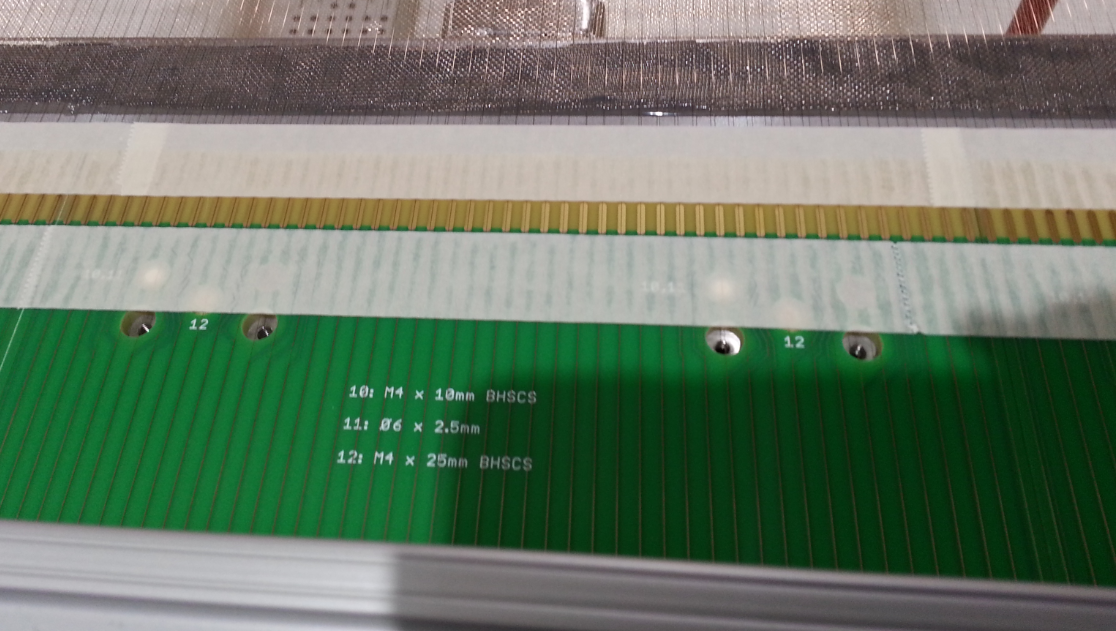 12
12
10: M4 x 10mm BHSCS
11: Ø6 x 2.5mm
12: M4 x 25mm BHSCS